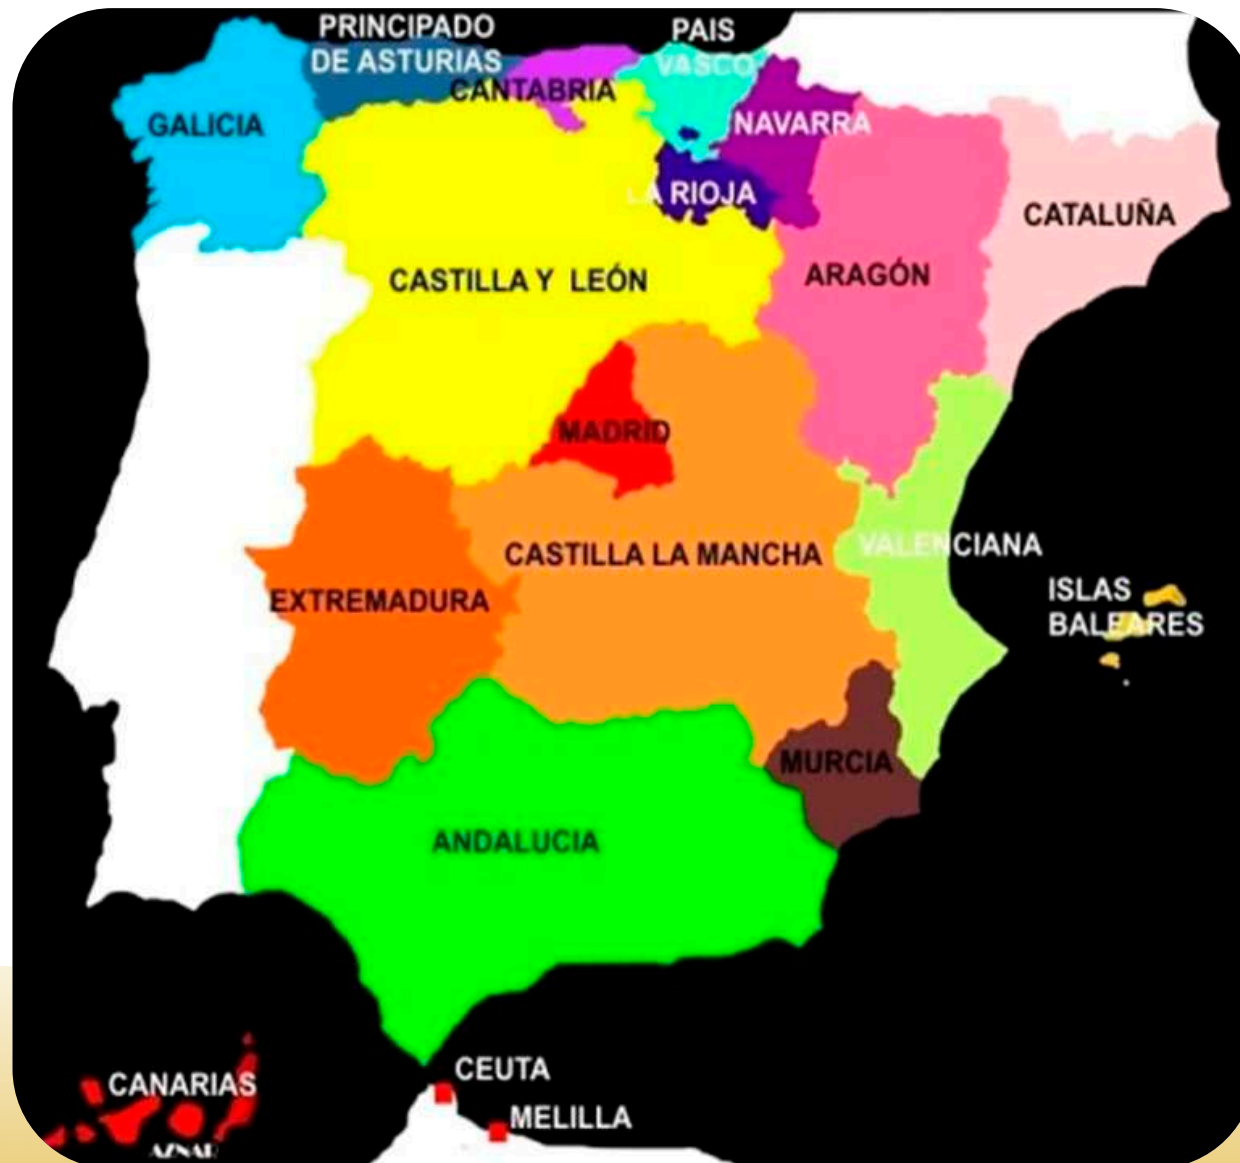 PRINCIPADO
DE ASTURIAS
PAIS
VASCO
CANTABRIA
GALICIA
NAVARRA
LA RIOJA
CATALUÑA
CASTILLA Y LEÓN
ARAGÓN
MADRID
CASTILLA LA MANCHA
VALENCIANA
EXTREMADURA
ISLAS
BALEARES
MURCIA
ANDALUCIA
CEUTA
CANARIAS
MELILLA
AZNAR